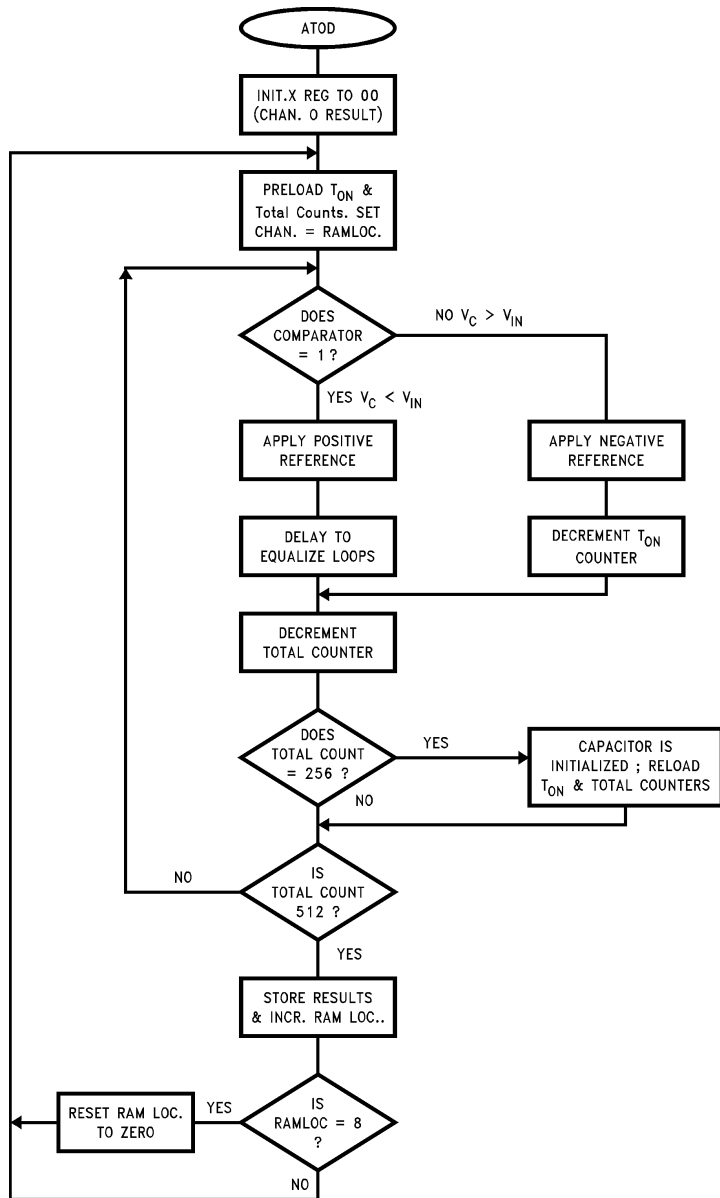 ATOD
INIT.X REG TO 00
(CHAN. 0 RESULT)
PRELOAD T_ON &
Total Counts. SET
CHAN. = RAMLOC.
DOES
COMPARATOR
= 1 ?
NO V_C > V_IN
YES V_C < V_IN
APPLY POSITIVE
REFERENCE
APPLY NEGATIVE
REFERENCE
DELAY TO
EQUALIZE LOOPS
DECREMENT T_ON
COUNTER
DECREMENT
TOTAL COUNTER
DOES
TOTAL COUNT
= 256 ?
YES
NO
CAPACITOR IS
INITIALIZED ; RELOAD
T_ON & TOTAL COUNTERS
IS
TOTAL COUNT
512 ?
NO
YES
STORE RESULTS
& INCR. RAM LOC..
IS
RAMLOC = 8
?
YES
RESET RAM LOC.
TO ZERO
NO